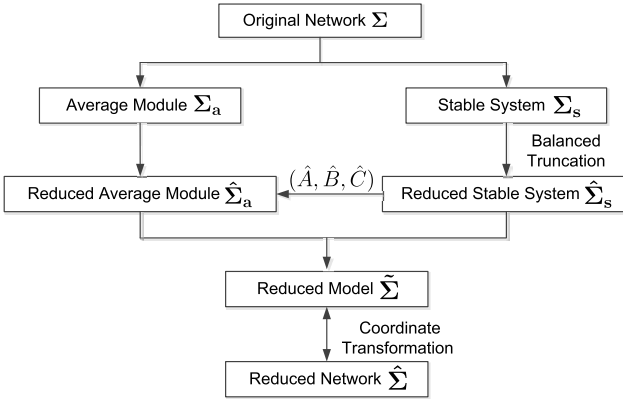 Original Network Σ
Average Module Σₐ
Stable System Σₛ
Balanced
Truncation
Reduced Average Module Σ̂ₐ
(Â, B̂, Ĉ)
Reduced Stable System Σ̂ₛ
Reduced Model Σ̃
Coordinate
Transformation
Reduced Network Σ̂